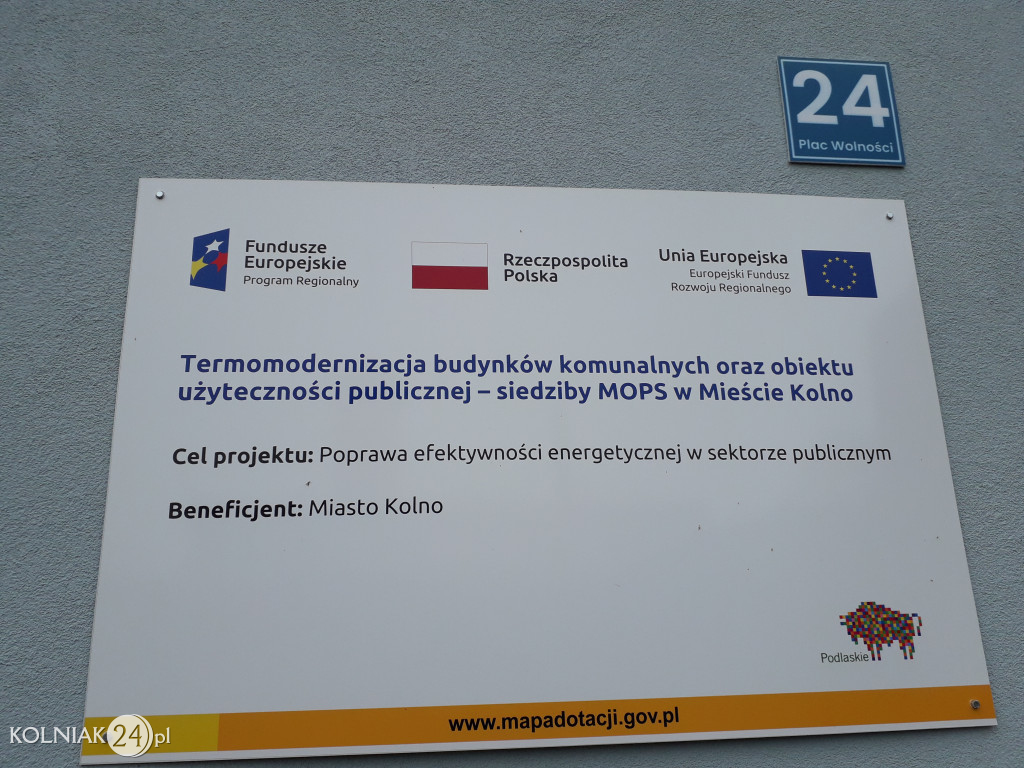 24
Plac Wolności
Fundusze
Europejskie
Program Regionalny
Rzeczpospolita
Polska
Unia Europejska
Europejski Fundusz
Rozwoju Regionalnego
Termomodernizacja budynków komunalnych oraz obiektu
użyteczności publicznej – siedziby MOPS w Mieście Kolno
Cel projektu: Poprawa efektywności energetycznej w sektorze publicznym
Beneficjent: Miasto Kolno
Podlaskie
www.mapadotacji.gov.pl
KOLNIAK24.pl